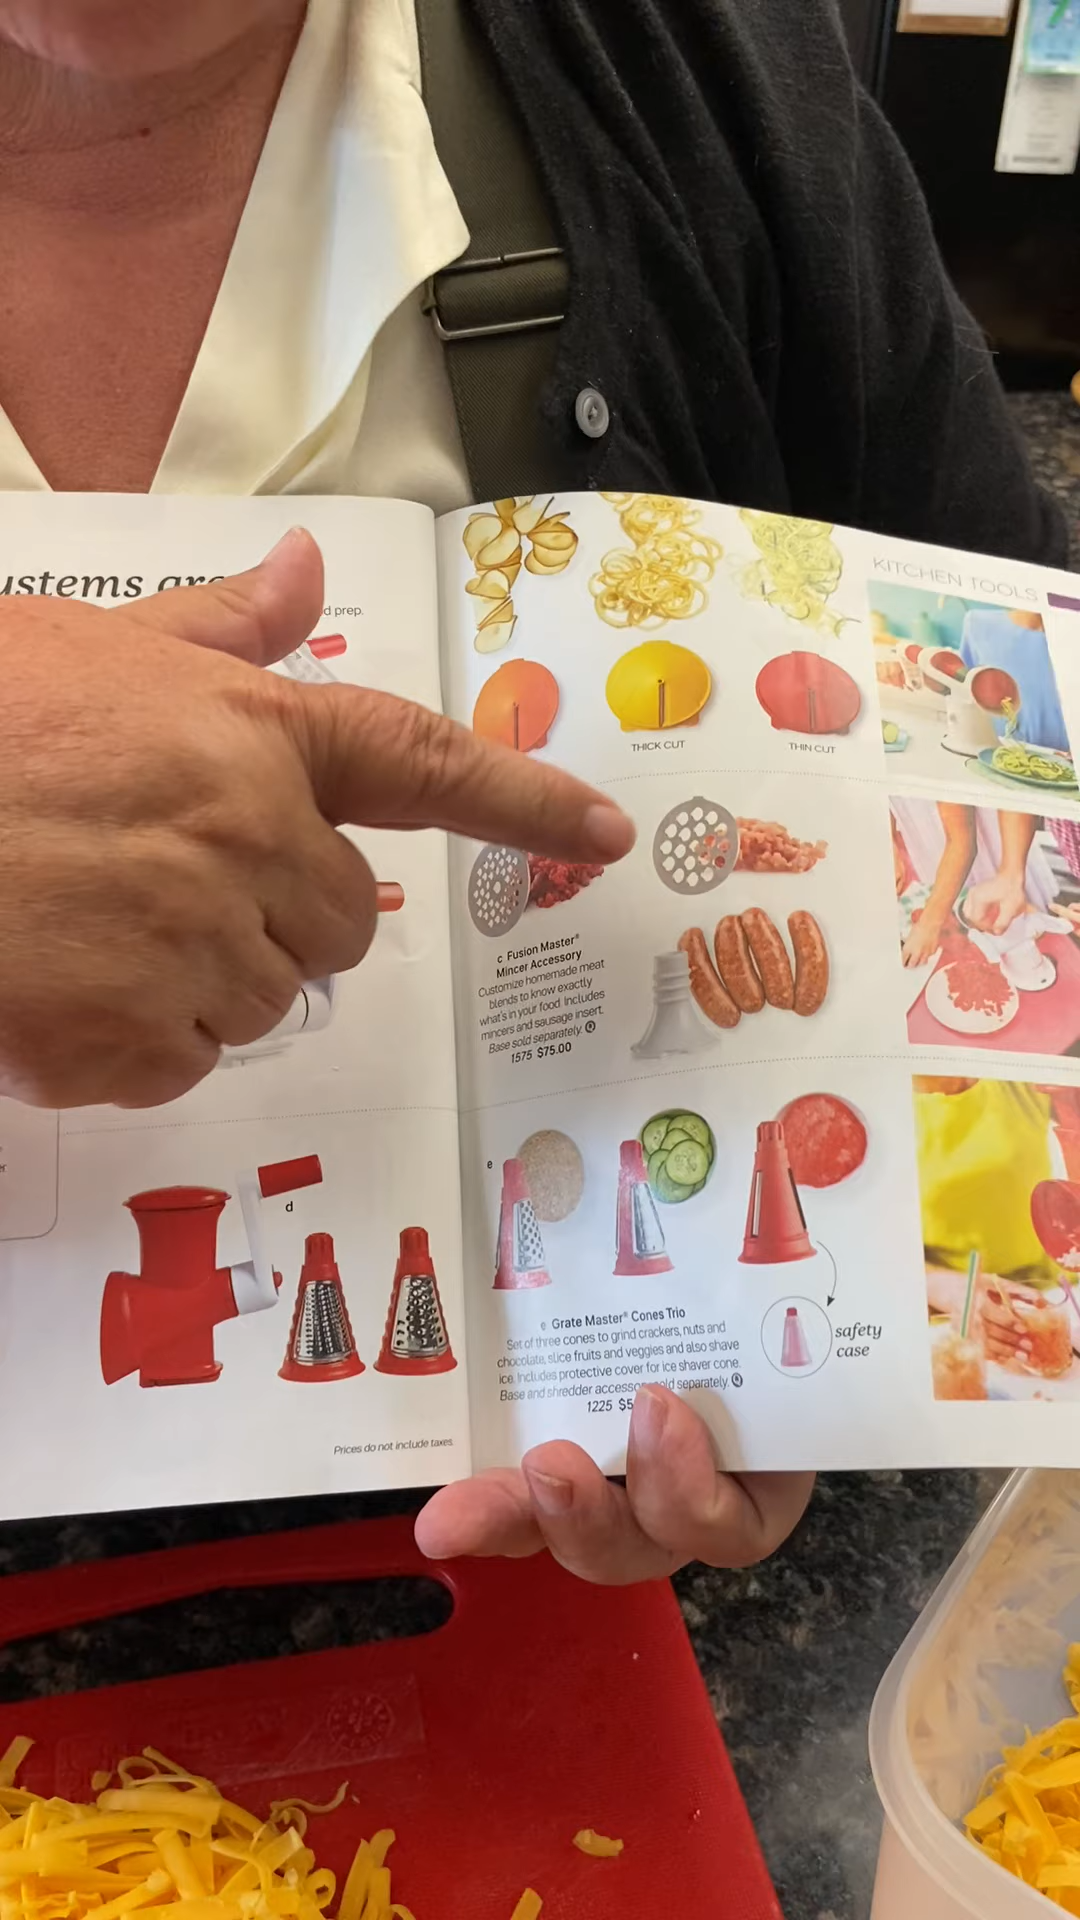 ustems are
d prep.
KITCHEN TOOLS
THICK CUT
THIN CUT
c Fusion Master®
Mincer Accessory
Customize homemade meat
blends to know exactly
what's in your food. Includes
mincers and sausage insert.
Base sold separately.
1575 $75.00
d
e
e Grate Master® Cones Trio
Set of three cones to grind crackers, nuts and
chocolate, slice fruits and veggies and also shave
ice. Includes protective cover for ice shaver cone.
Base and shredder accessor old separately.
1225 $5
safety
case
Prices do not include taxes.